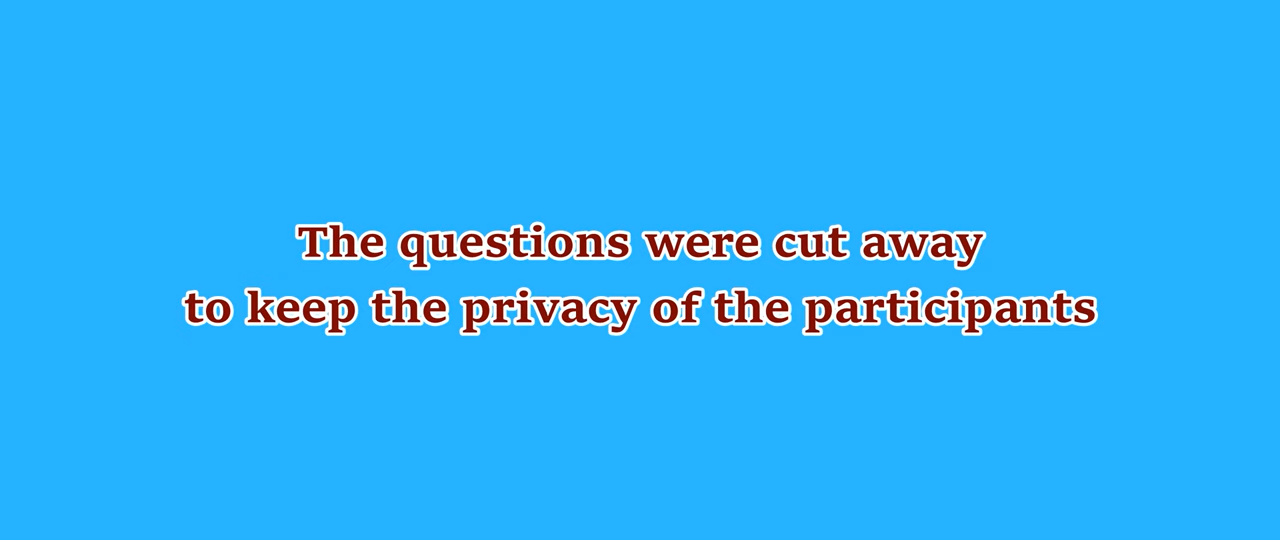 The questions were cut away
to keep the privacy of the participants